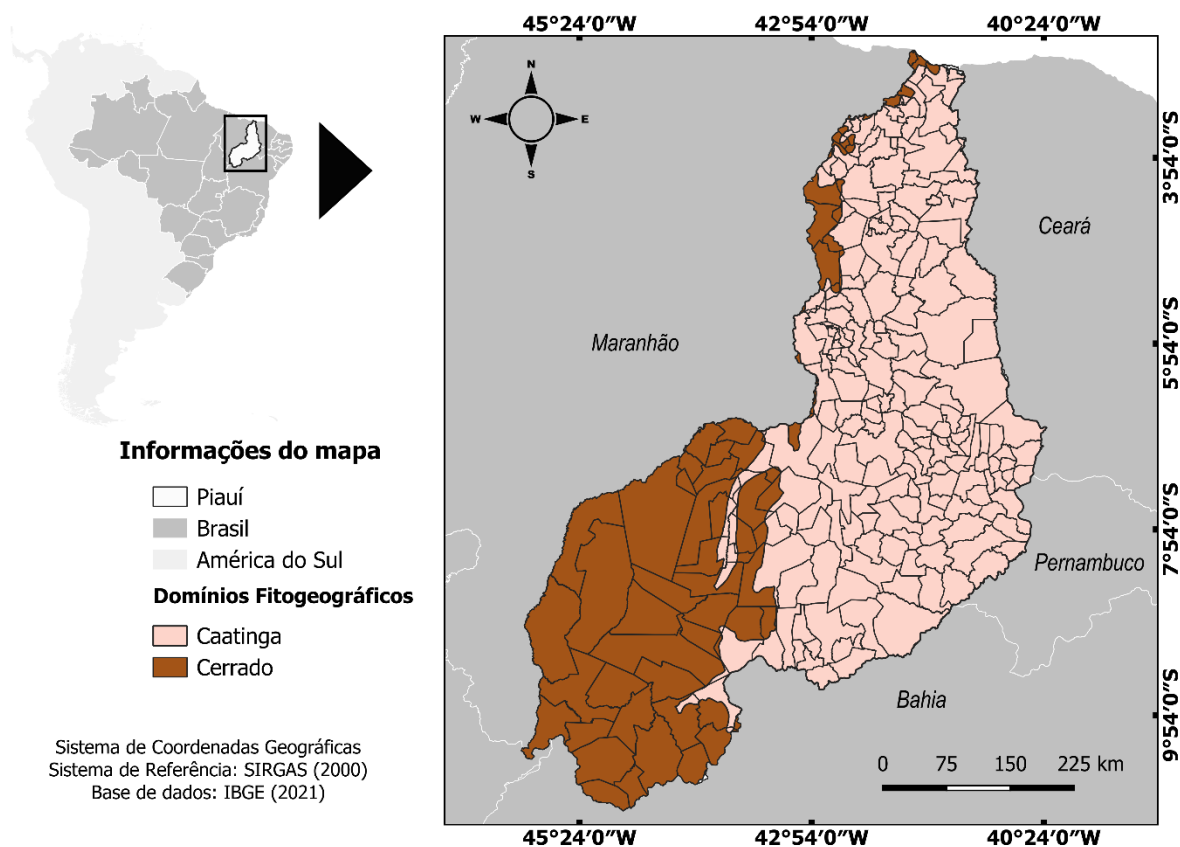 45°24′0″W 42°54′0″W 40°24′0″W
N
W E
S
3°54′0″S
Ceará
Maranhão
5°54′0″S
Informações do mapa
Piauí
Brasil
América do Sul
Domínios Fitogeográficos
Caatinga
Cerrado
7°54′0″S
Pernambuco
Bahia
9°54′0″S
Sistema de Coordenadas Geográficas
Sistema de Referência: SIRGAS (2000)
Base de dados: IBGE (2021)
0 75 150 225 km
45°24′0″W 42°54′0″W 40°24′0″W